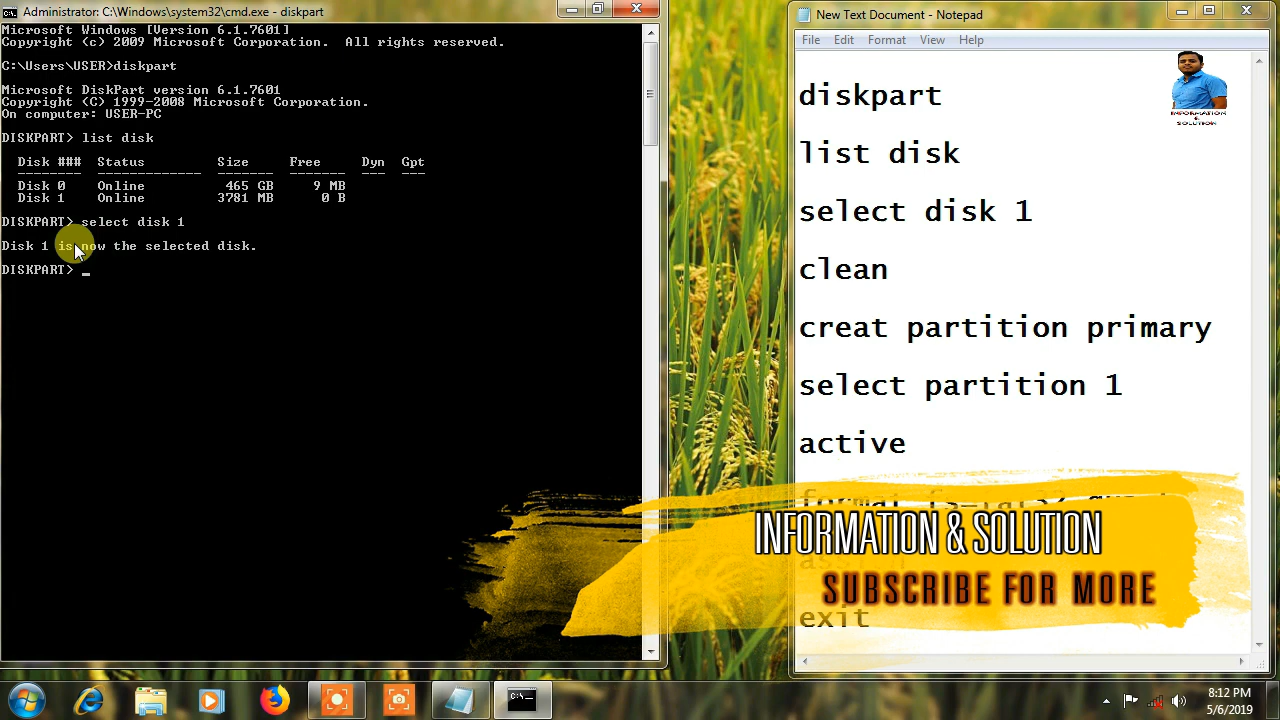 Administrator: C:\Windows\system32\cmd.exe - diskpart
Microsoft Windows [Version 6.1.7601]
Copyright (c) 2009 Microsoft Corporation.  All rights reserved.
C:\Users\USER>diskpart
Microsoft DiskPart version 6.1.7601
Copyright (C) 1999-2008 Microsoft Corporation.
On computer: USER-PC
DISKPART> list disk
Disk ###  Status  Size  Free  Dyn  Gpt
--------  -------------  -------  -------  ---  ---
Disk 0  Online  465 GB  9 MB
Disk 1  Online  3781 MB  0 B
DISKPART> select disk 1
Disk 1 is now the selected disk.
DISKPART> _
New Text Document - Notepad
File Edit Format View Help
INFORMATION
&
SOLUTION
diskpart
list disk
select disk 1
clean
creat partition primary
select partition 1
active
format
exit
INFORMATION & SOLUTION
SUBSCRIBE FOR MORE
8:12 PM
5/6/2019